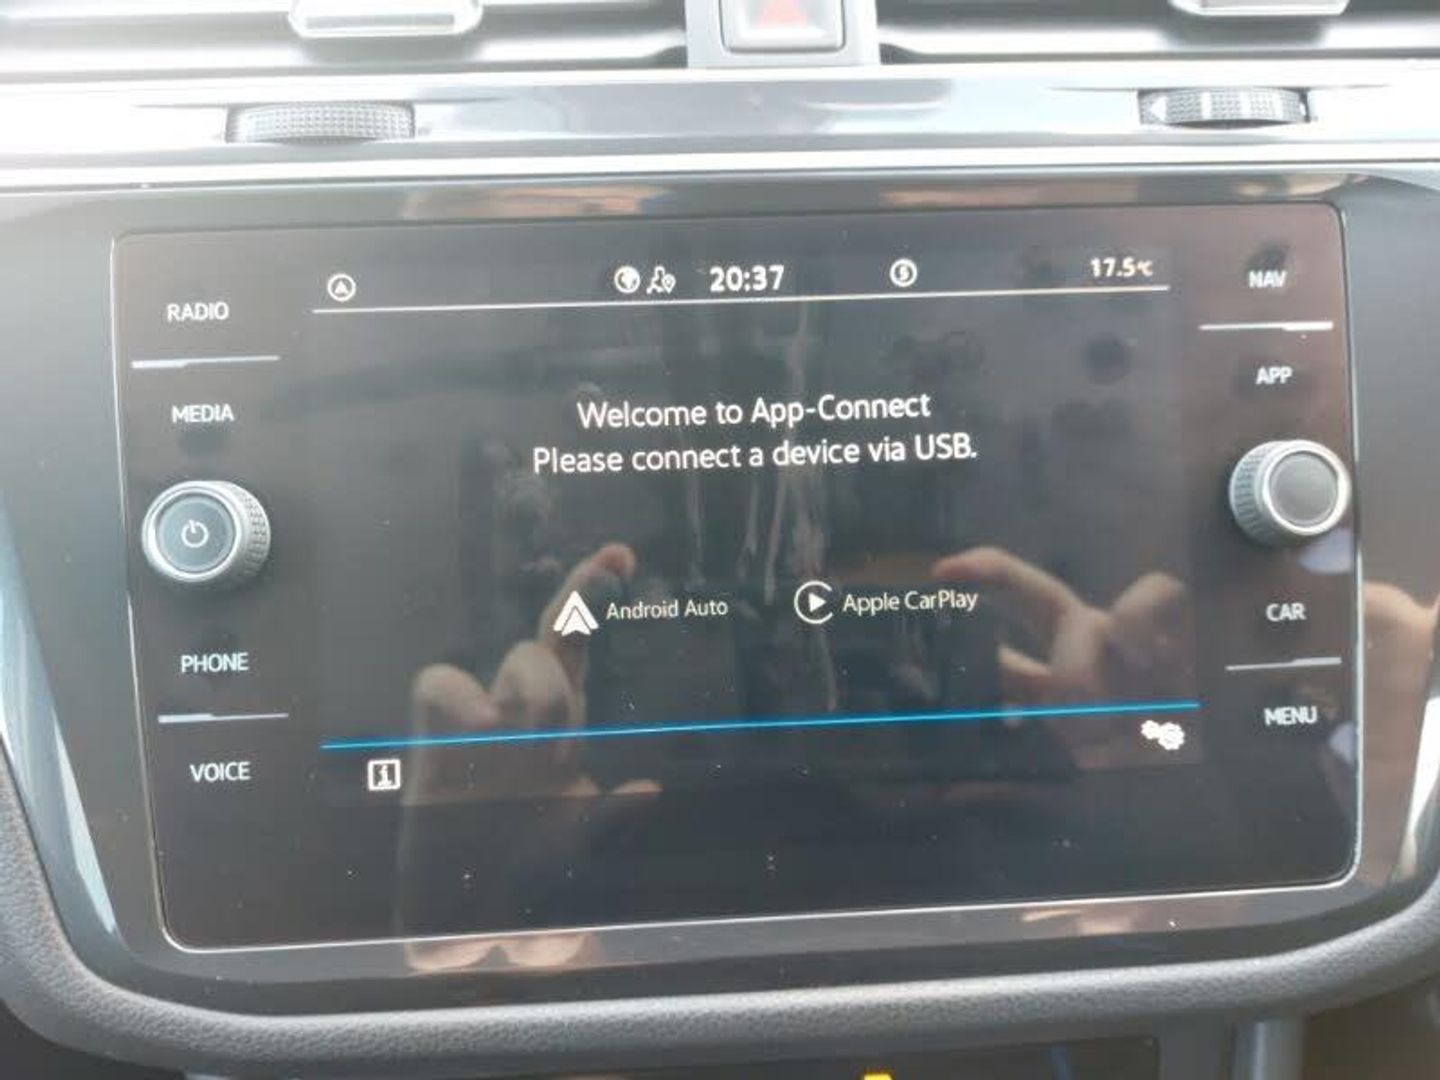 20:37
17.5°C
RADIO
MEDIA
PHONE
VOICE
Welcome to App-Connect
Please connect a device via USB.
Android Auto
Apple CarPlay
NAV
APP
CAR
MENU